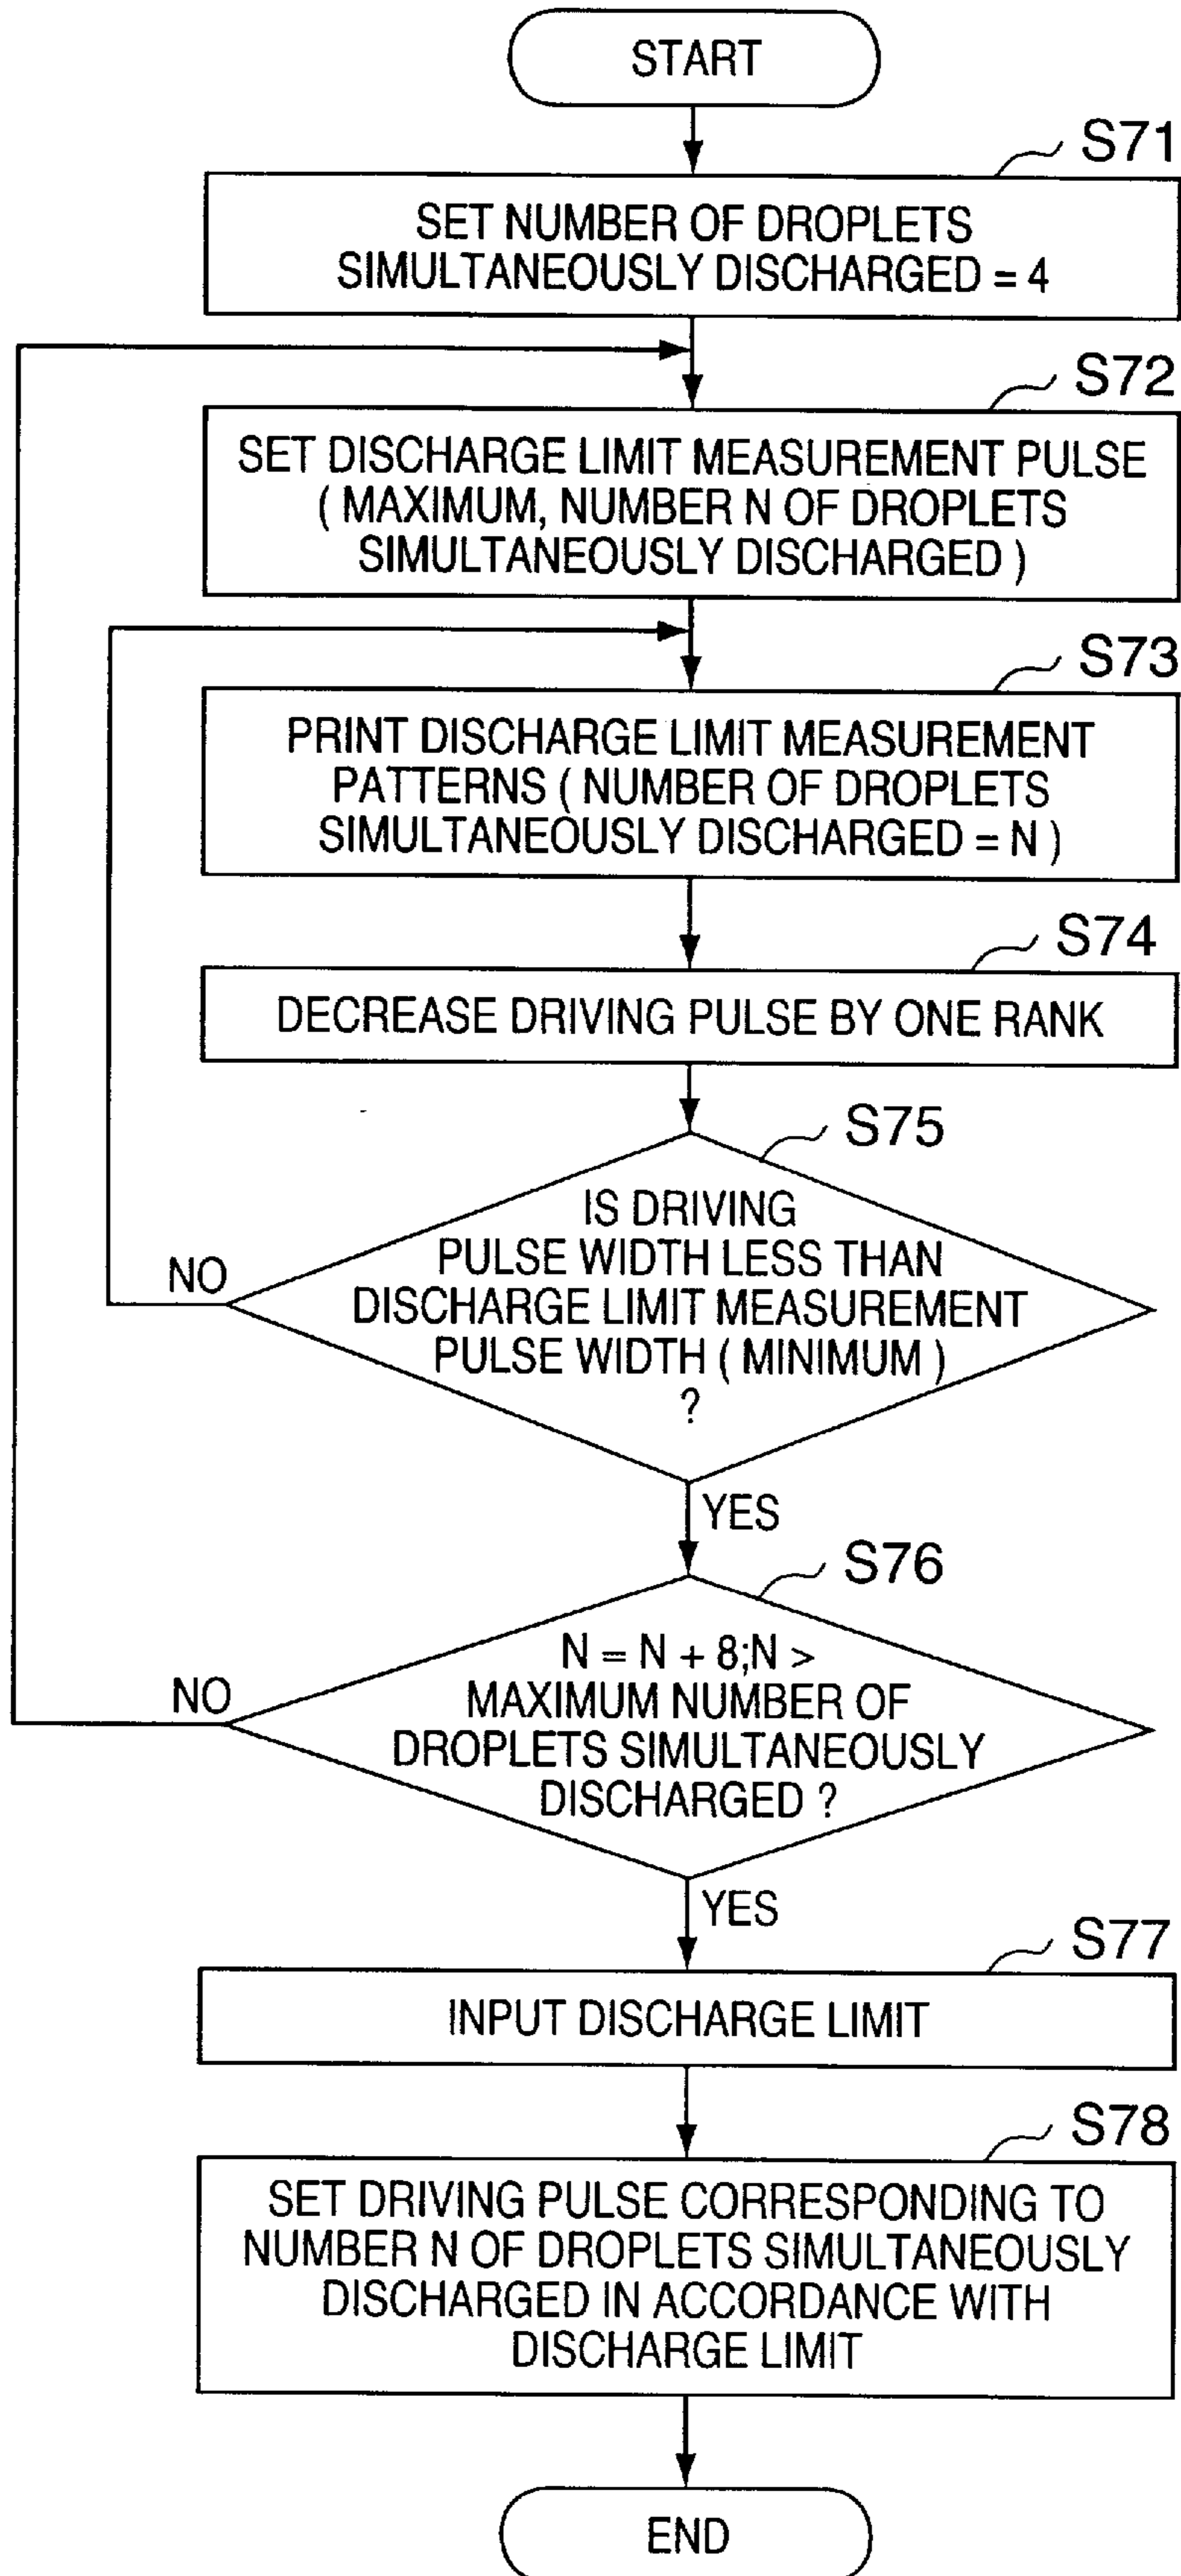 START
S71
SET NUMBER OF DROPLETS
SIMULTANEOUSLY DISCHARGED = 4
S72
SET DISCHARGE LIMIT MEASUREMENT PULSE
( MAXIMUM, NUMBER N OF DROPLETS
SIMULTANEOUSLY DISCHARGED )
S73
PRINT DISCHARGE LIMIT MEASUREMENT
PATTERNS ( NUMBER OF DROPLETS
SIMULTANEOUSLY DISCHARGED = N )
S74
DECREASE DRIVING PULSE BY ONE RANK
S75
IS DRIVING
PULSE WIDTH LESS THAN
DISCHARGE LIMIT MEASUREMENT
PULSE WIDTH ( MINIMUM )
?
NO
YES
S76
N = N + 8;N >
MAXIMUM NUMBER OF
DROPLETS SIMULTANEOUSLY
DISCHARGED ?
NO
YES
S77
INPUT DISCHARGE LIMIT
S78
SET DRIVING PULSE CORRESPONDING TO
NUMBER N OF DROPLETS SIMULTANEOUSLY
DISCHARGED IN ACCORDANCE WITH
DISCHARGE LIMIT
END